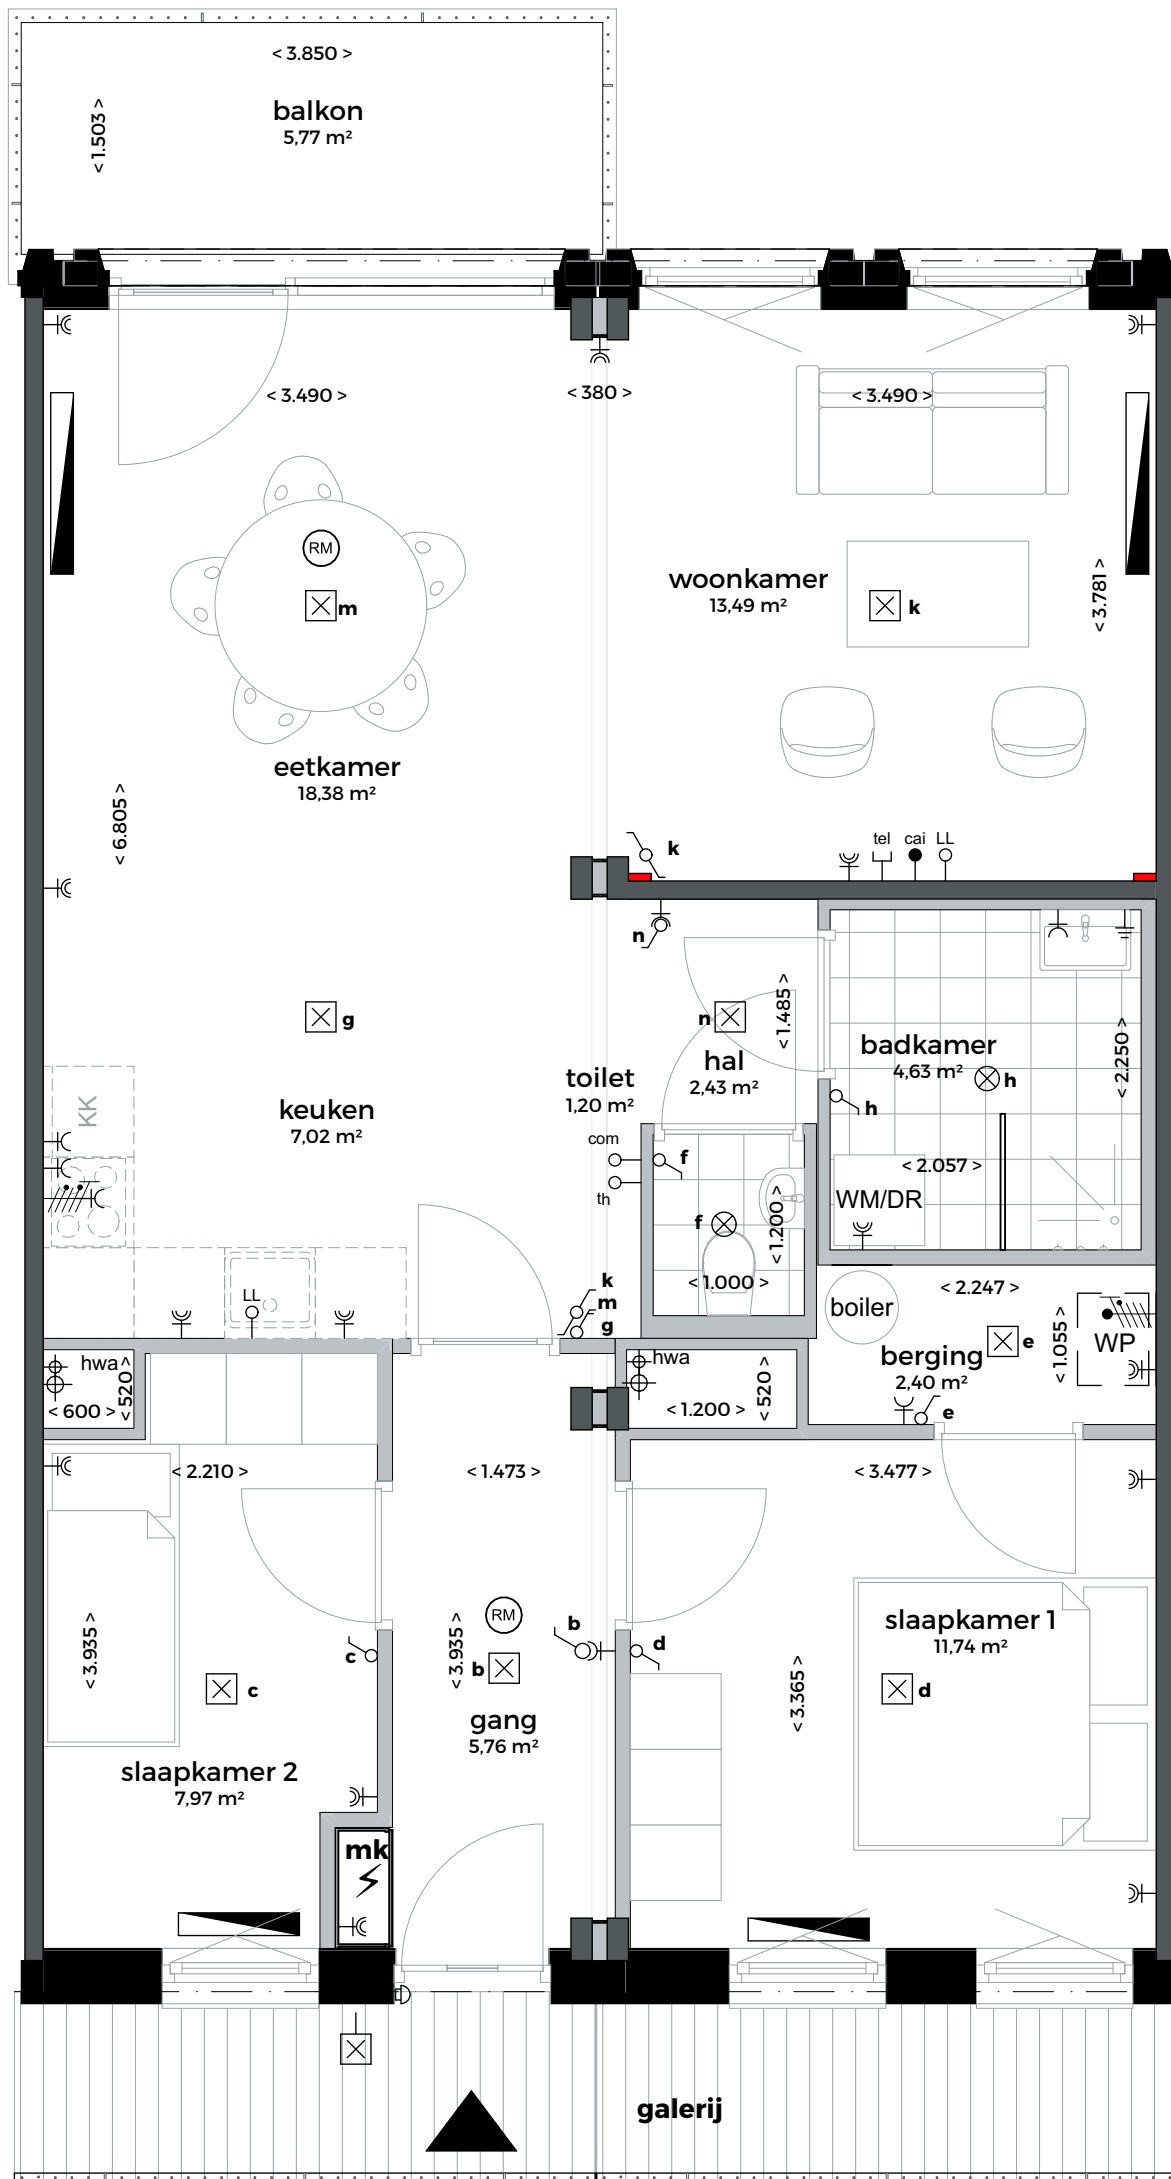 < 3.850 >
balkon
5,77 m²
< 1.503 >
< 3.490 >
< 380 >
< 3.490 >
RM
m
woonkamer
13,49 m²
k
< 3.781 >
eetkamer
18,38 m²
< 6.805 >
k
tel
cai
LL
n
g
n
< 1.485 >
hal
2,43 m²
badkamer
4,63 m²
h
< 2.250 >
h
KK
keuken
7,02 m²
toilet
1,20 m²
com
th
f
f
< 1.200 >
< 1.000 >
< 2.057 >
WM/DR
LL
k
m
g
boiler
< 2.247 >
berging
2,40 m²
e
< 1.055 >
WP
e
hwa
< 520 >
< 600 >
hwa
< 1.200 >
< 520 >
< 2.210 >
< 1.473 >
< 3.477 >
< 3.935 >
c
c
slaapkamer 2
7,97 m²
RM
< 3.935 >
b
b
gang
5,76 m²
d
slaapkamer 1
11,74 m²
d
< 3.365 >
mk
galerij